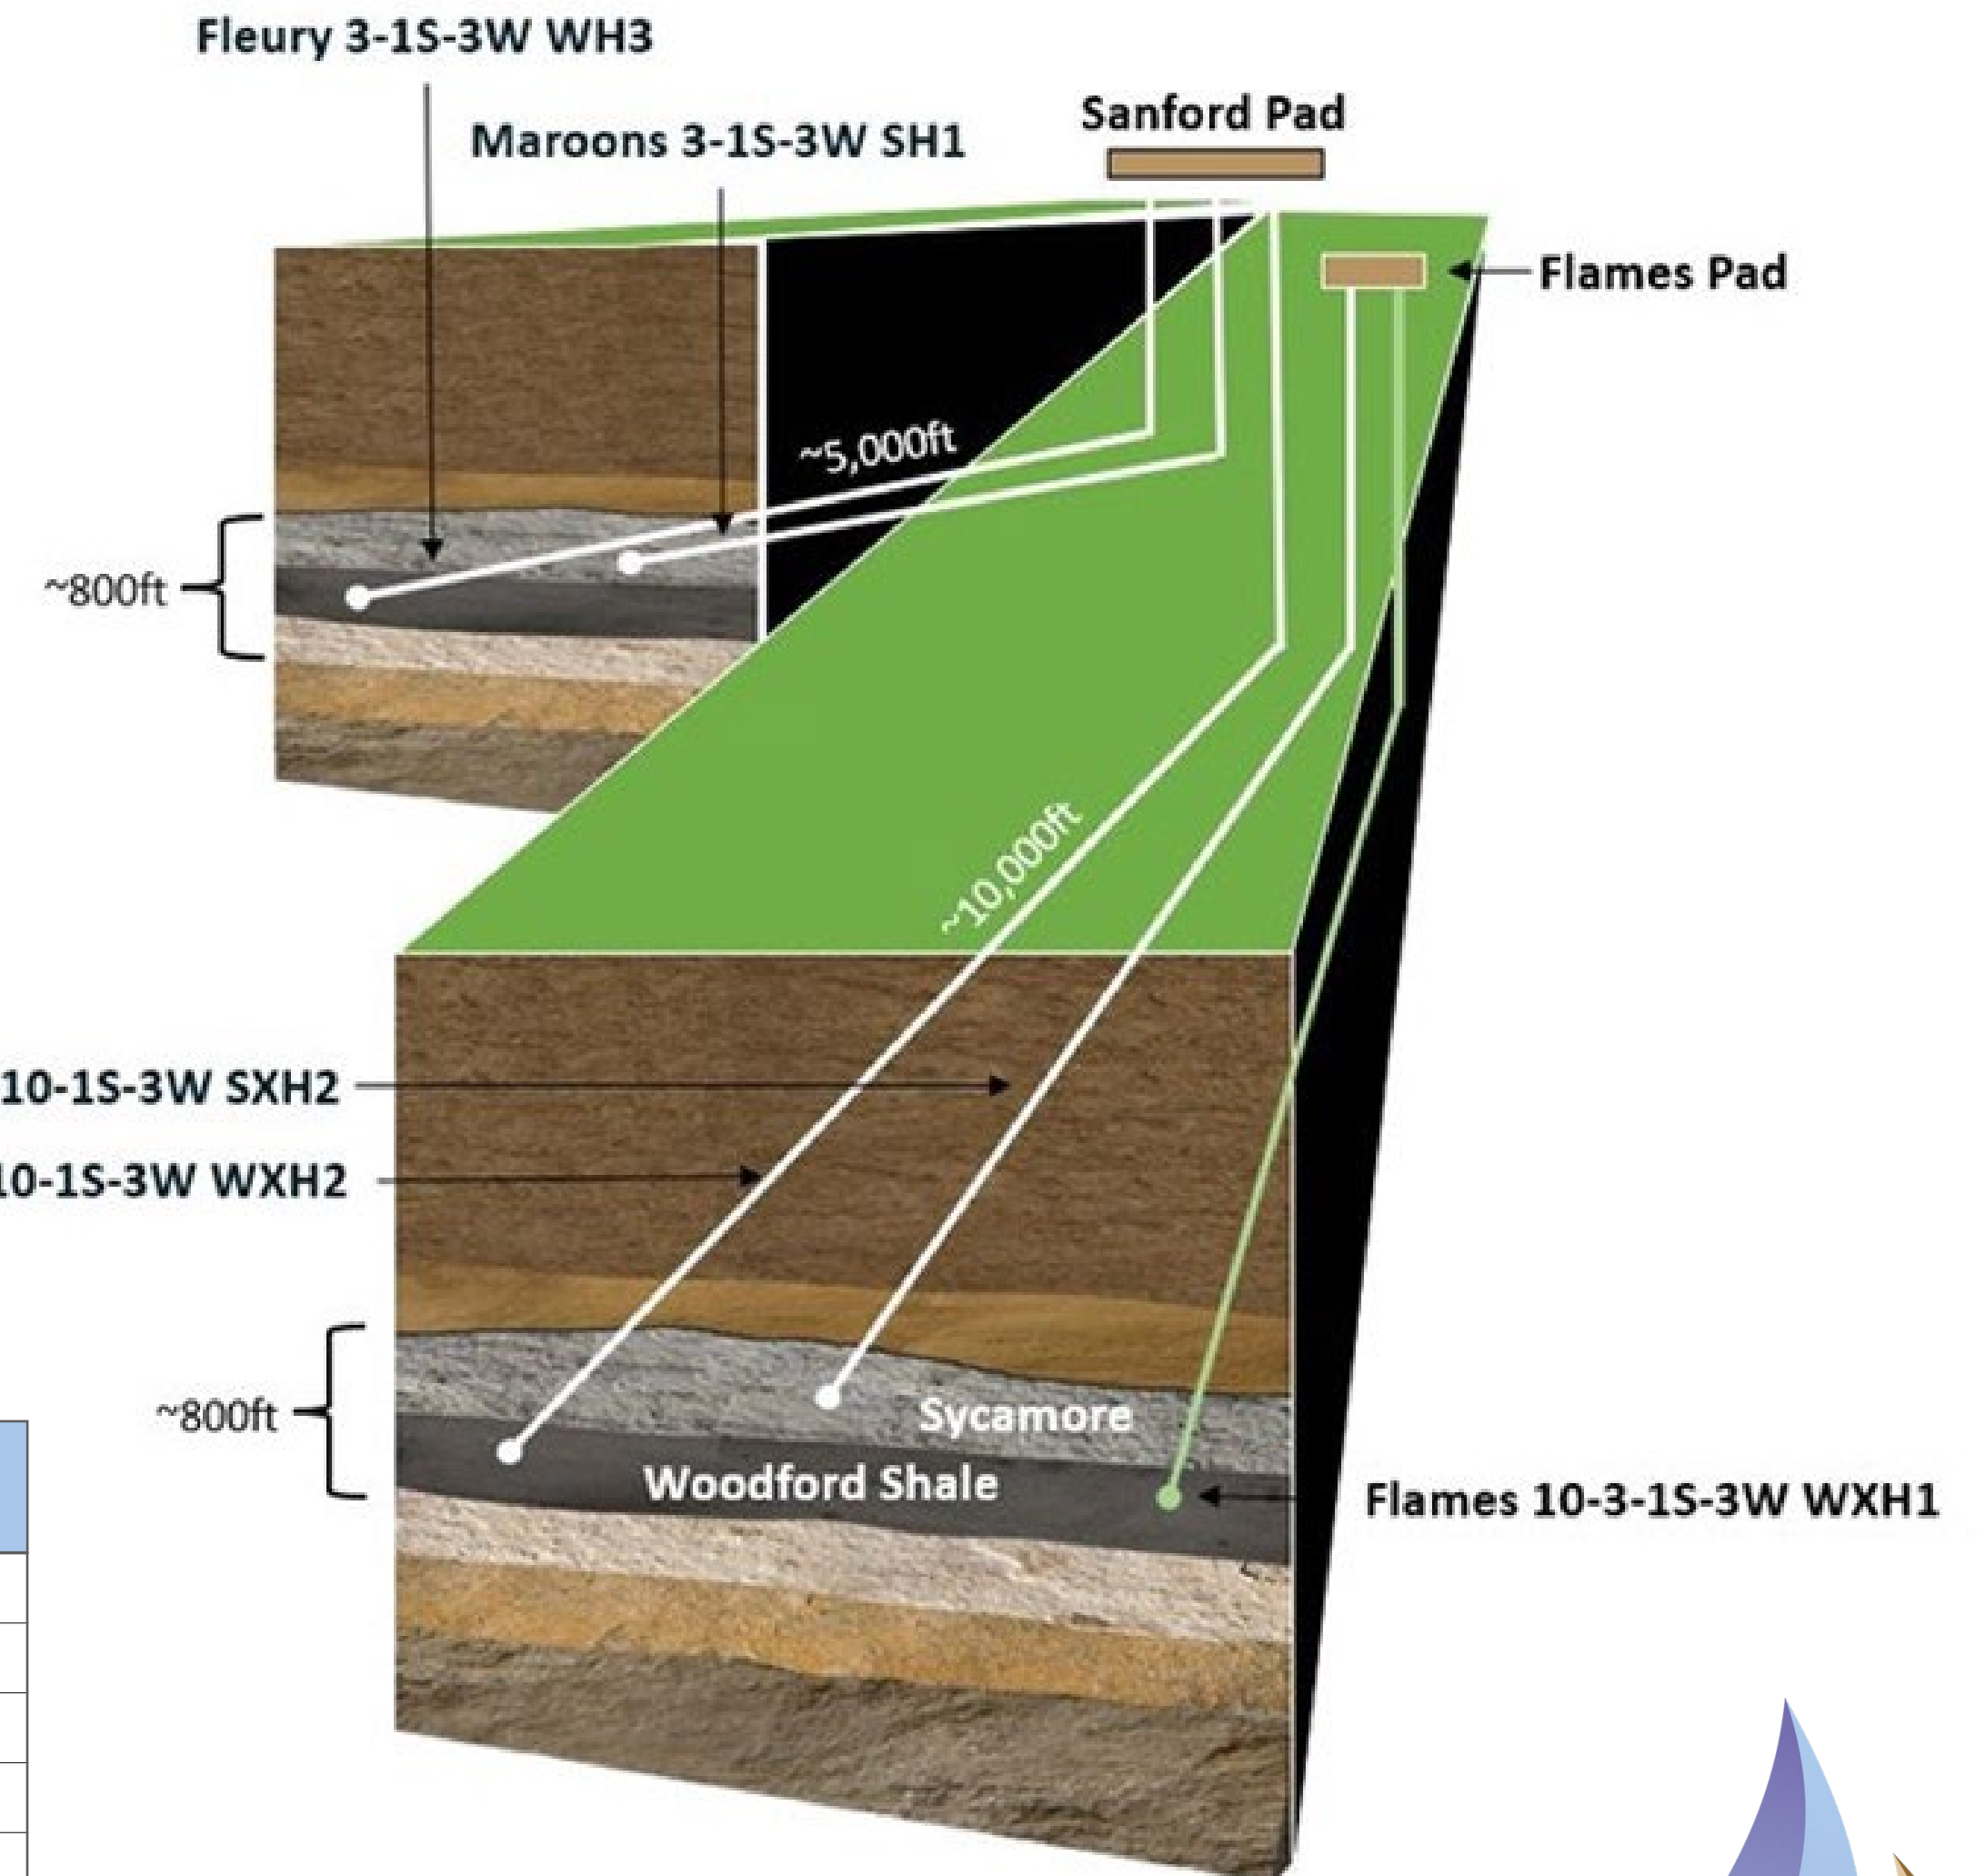 Fleury 3-1S-3W WH3
Maroons 3-1S-3W SH1
Sanford Pad
Flames Pad
~5,000ft
~800ft
~10,000ft
10-1S-3W SXH2
10-1S-3W WXH2
~800ft
Sycamore
Woodford Shale
Flames 10-3-1S-3W WXH1